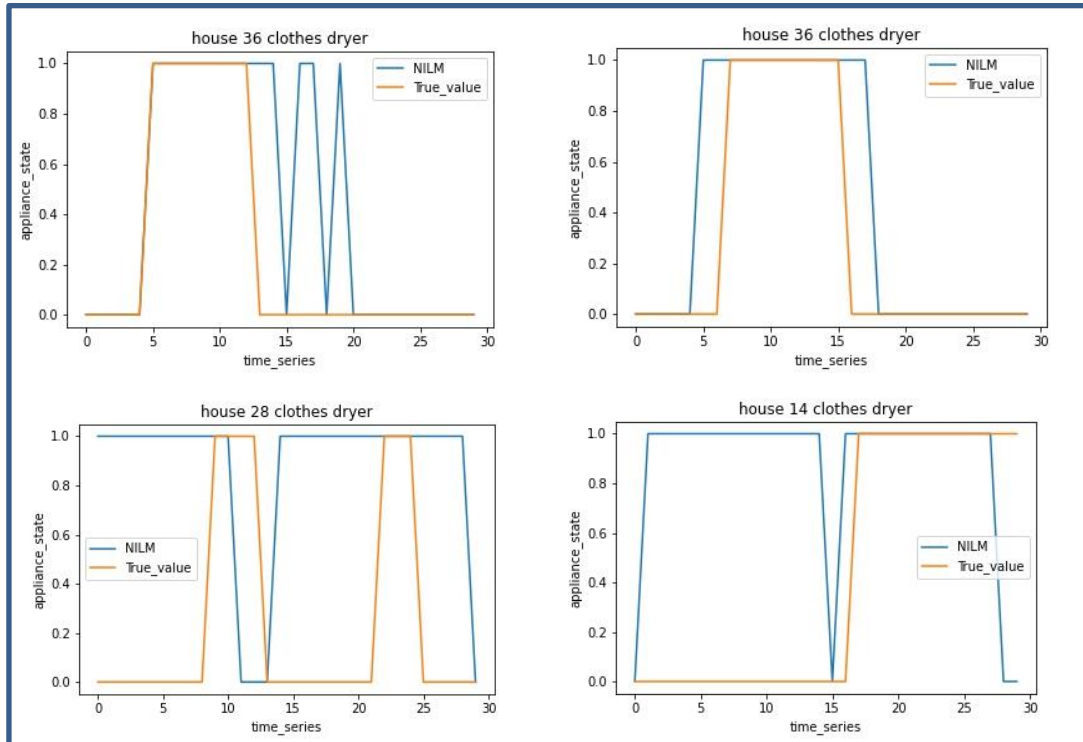 house 36 clothes dryer
1.0
0.8
0.6
0.4
0.2
0.0
appliance_state
NILM
True_value
0 5 10 15 20 25 30
time_series
house 36 clothes dryer
1.0
0.8
0.6
0.4
0.2
0.0
appliance_state
NILM
True_value
0 5 10 15 20 25 30
time_series
house 28 clothes dryer
1.0
0.8
0.6
0.4
0.2
0.0
appliance_state
NILM
True_value
0 5 10 15 20 25 30
time_series
house 14 clothes dryer
1.0
0.8
0.6
0.4
0.2
0.0
appliance_state
NILM
True_value
0 5 10 15 20 25 30
time_series